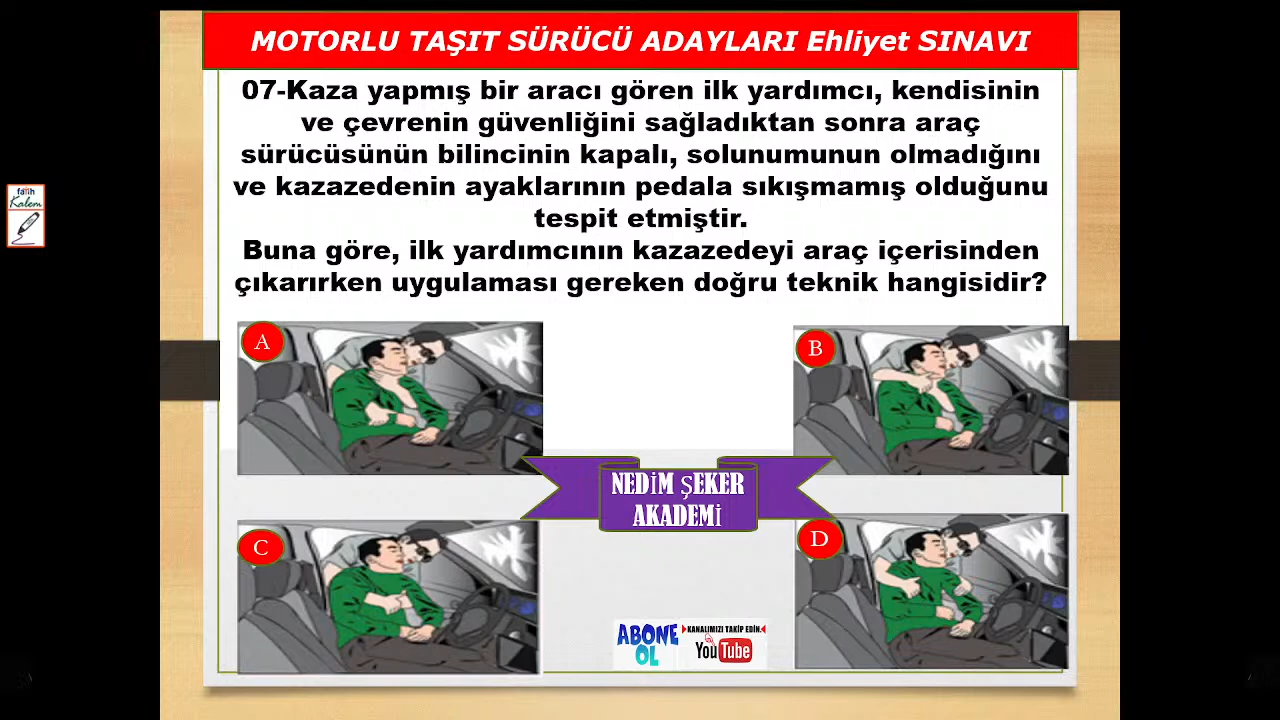 MOTORLU TAŞIT SÜRÜCÜ ADAYLARI Ehliyet SINAVI
07-Kaza yapmış bir aracı gören ilk yardımcı, kendisinin
ve çevrenin güvenliğini sağladıktan sonra araç
sürücüsünün bilincinin kapalı, solunumunun olmadığını
ve kazazedenin ayaklarının pedala sıkışmamış olduğunu
tespit etmiştir.
Buna göre, ilk yardımcının kazazedeyi araç içerisinden
çıkarırken uygulaması gereken doğru teknik hangisidir?
fatih
Kalem
A
B
NEDİM ŞEKER
AKADEMİ
C
D
ABONE
OL
KANALIMIZI TAKİP EDİN.
YouTube